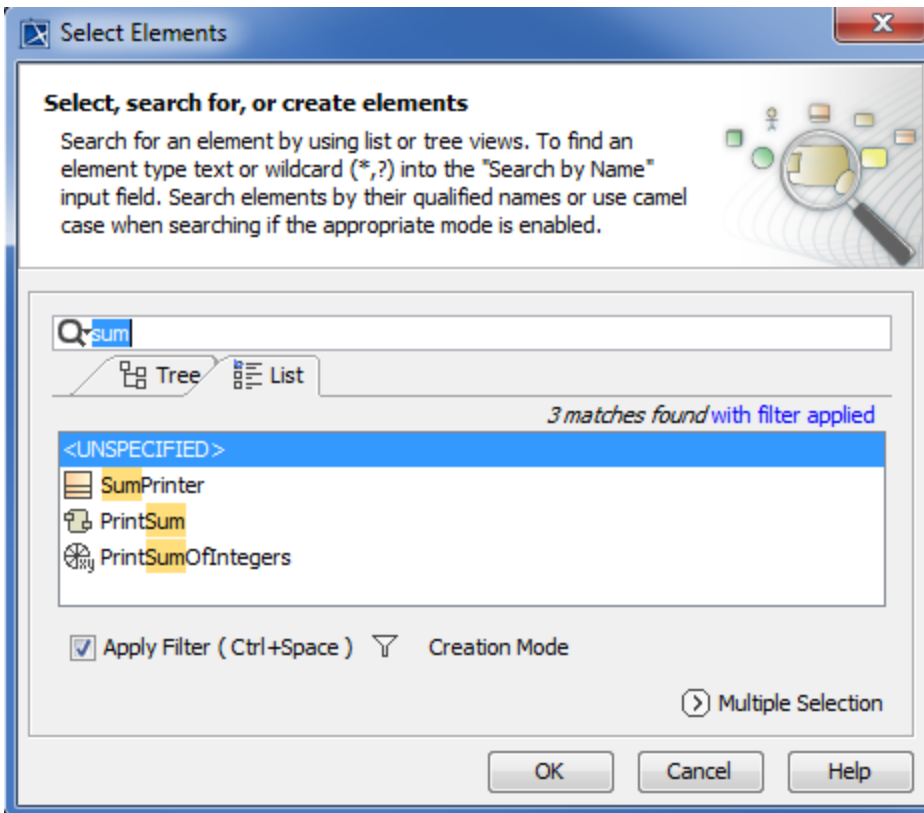 Select Elements
X
Select, search for, or create elements
Search for an element by using list or tree views. To find an
element type text or wildcard (*,?) into the "Search by Name"
input field. Search elements by their qualified names or use camel
case when searching if the appropriate mode is enabled.
sum
Tree List
3 matches found with filter applied
<UNSPECIFIED>
SumPrinter
PrintSum
xy PrintSumOfIntegers
Apply Filter ( Ctrl+Space ) Creation Mode
Multiple Selection
OK Cancel Help